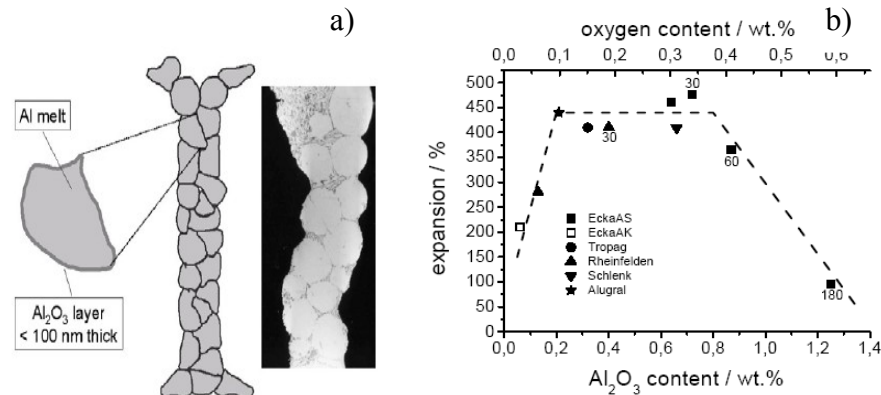 a)
Al melt
Al₂O₃ layer
< 100 nm thick
b)
oxygen content / wt.%
0,0 0,1 0,2 0,3 0,4 0,5 0,6
expansion / %
500
450
400
350
300
250
200
150
100
50
0
30
30
60
180
EckaAS
EckaAK
Tropag
Rheinfelden
Schlenk
Alugral
0,0 0,2 0,4 0,6 0,8 1,0 1,2 1,4
Al₂O₃ content / wt.%